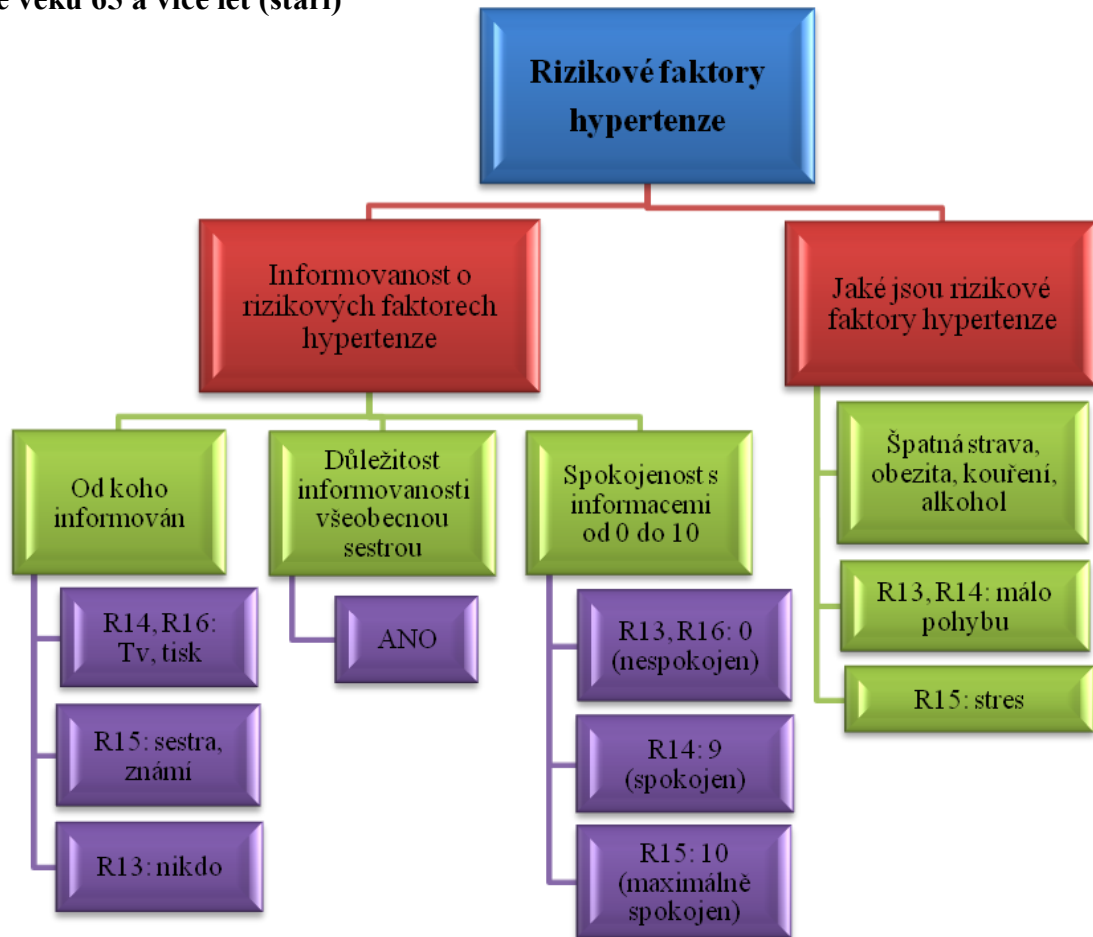 e věku 65 a více let (stáří)
Rizikové faktory
hypertenze
Informovanost o
rizikových faktorech
hypertenze
Jaké jsou rizikové
faktory hypertenze
Od koho
informován
Důležitost
informovanosti
všeobecnou
sestrou
Spokojenost s
informacemi
od 0 do 10
Špatná strava,
obezita, kouření,
alkohol
R14, R16:
Tv, tisk
ANO
R13, R16: 0
(nespokojen)
R13, R14: málo
pohybu
R15: sestra,
známí
R14: 9
(spokojen)
R15: stres
R13: nikdo
R15: 10
(maximálně
spokojen)